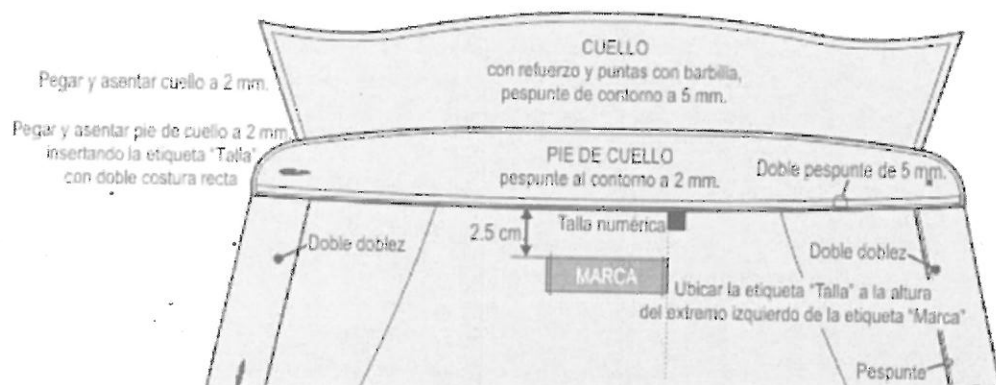 CUELLO
con refuerzo y puntas con barbilla,
pespunte de contorno a 5 mm.
Pegar y asentar cuello a 2 mm.
Pegar y asentar pie de cuello a 2 mm.
insertando la etiqueta "Talla"
con doble costura recta
PIE DE CUELLO
pespunte al contorno a 2 mm.
Doble pespunte de 5 mm.
Talla numérica
2.5 cm
Doble doblez
Doble doblez
MARCA
Ubicar la etiqueta "Talla" a la altura
del extremo izquierdo de la etiqueta "Marca"
Pespunte